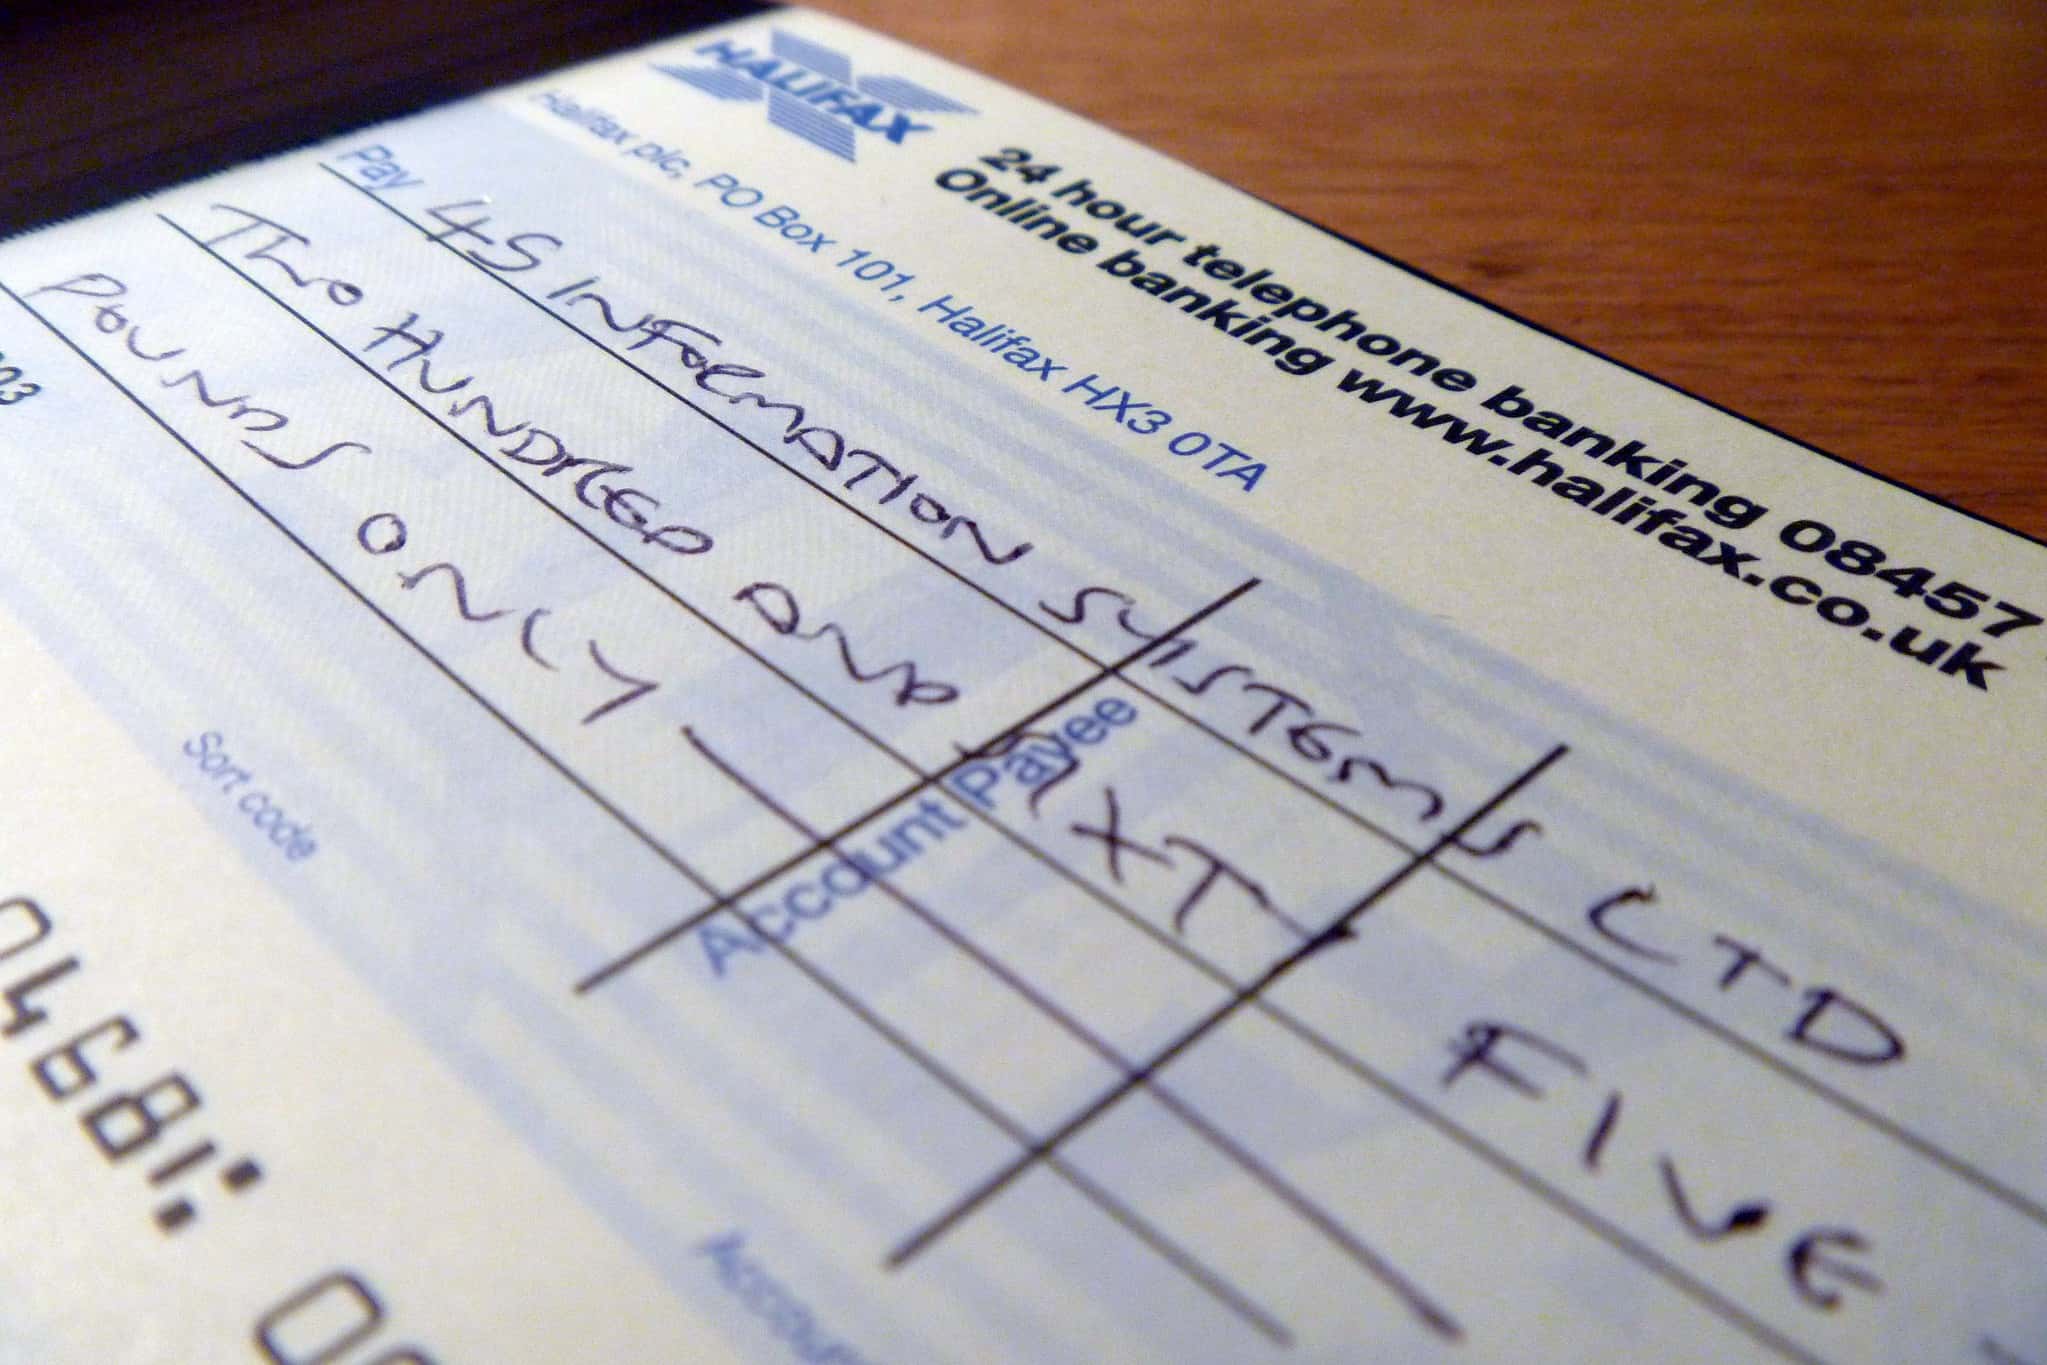 HALIFAX
24 hour telephone banking 08457
Online banking www.halifax.co.uk
Halifax plc, PO Box 101, Halifax HX3 0TA
Pay 4S INFORMATION SYSTEMS LTD
TWO HUNDRED AND SIXTY FIVE
POUNDS ONLY
Account Payee
Sort code
0468